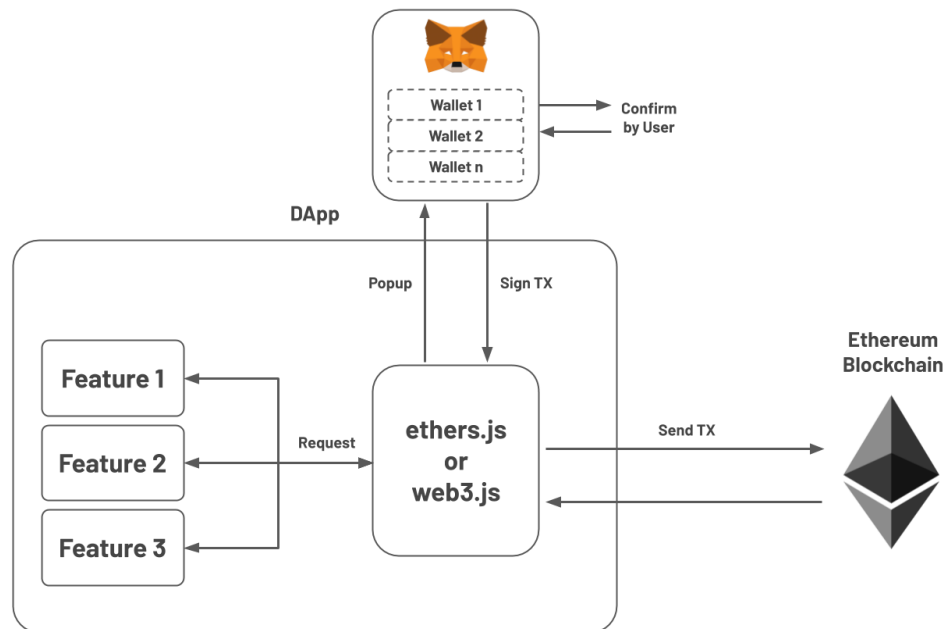 Wallet 1
Wallet 2
Wallet n
Confirm
by User
DApp
Popup
Sign TX
Feature 1
Feature 2
Feature 3
Request
ethers.js
or
web3.js
Send TX
Ethereum
Blockchain